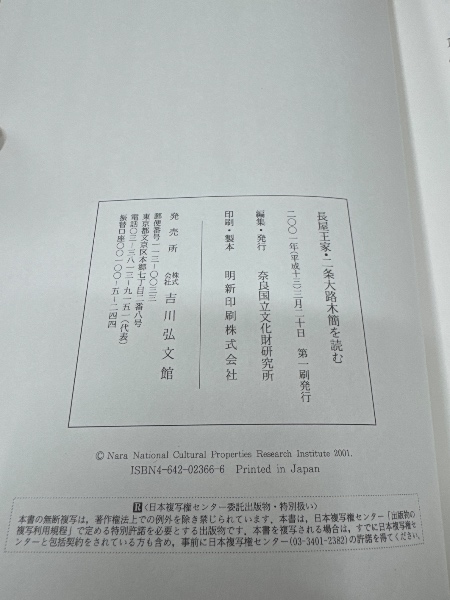 長屋王家・二条大路木簡を読む
二〇〇一年(平成十三)三月二十日 第一刷発行
編集・発行 奈良国立文化財研究所
印刷・製本 明新印刷株式会社
発売所 株式会社 吉川弘文館
郵便番号一一三―〇〇三三
東京都文京区本郷七丁目二番八号
電話〇三―三八一三―九一五一(代表)
振替口座〇〇一〇〇―五―二四四
© Nara National Cultural Properties Research Institute 2001.
ISBN4-642-02366-6 Printed in Japan
R〈日本複写権センター委託出版物・特別扱い〉
本書の無断複写は,著作権法上での例外を除き禁じられています.本書は,日本複写権センター「出版物の
複写利用規程」で定める特別許諾を必要とする出版物です.本書を複写される場合は,すでに日本複写権セ
ンターと包括契約をされている方も含め,事前に日本複写権センター(03-3401-2382)の許諾を得てください.